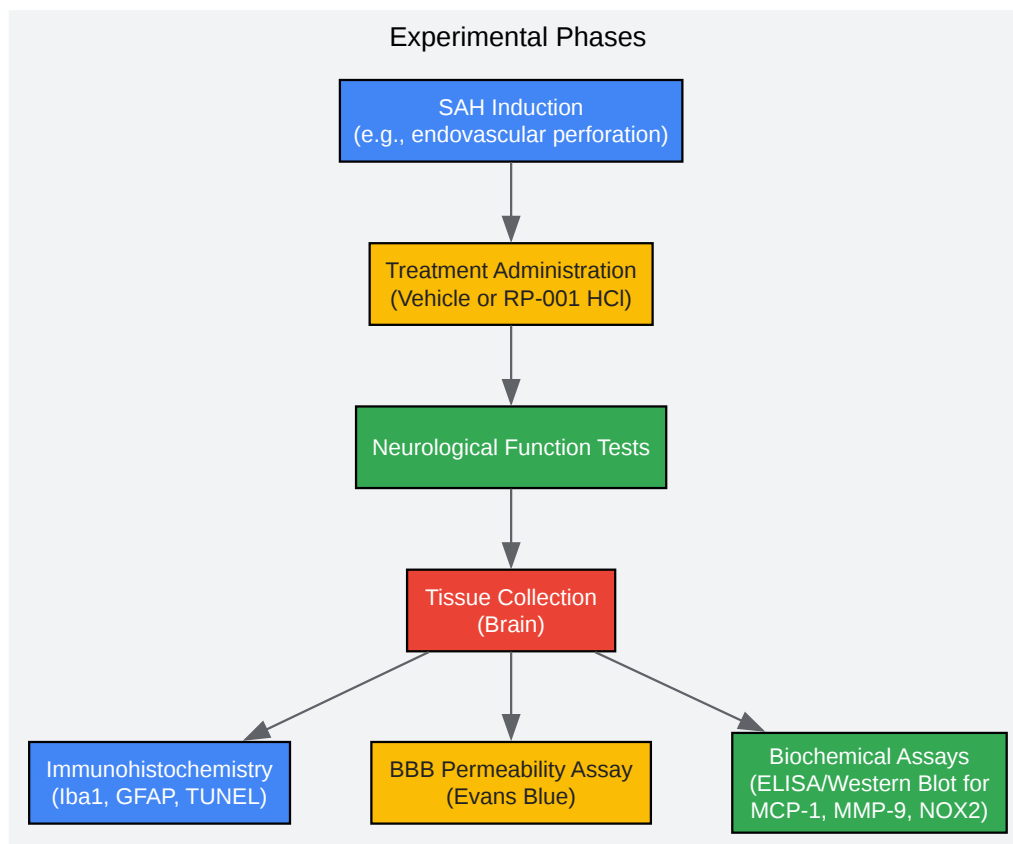 Experimental Phases
SAH Induction
(e.g., endovascular perforation)
Treatment Administration
(Vehicle or RP-001 HCl)
Neurological Function Tests
Tissue Collection
(Brain)
Immunohistochemistry
(Iba1, GFAP, TUNEL)
BBB Permeability Assay
(Evans Blue)
Biochemical Assays
(ELISA/Western Blot for
MCP-1, MMP-9, NOX2)